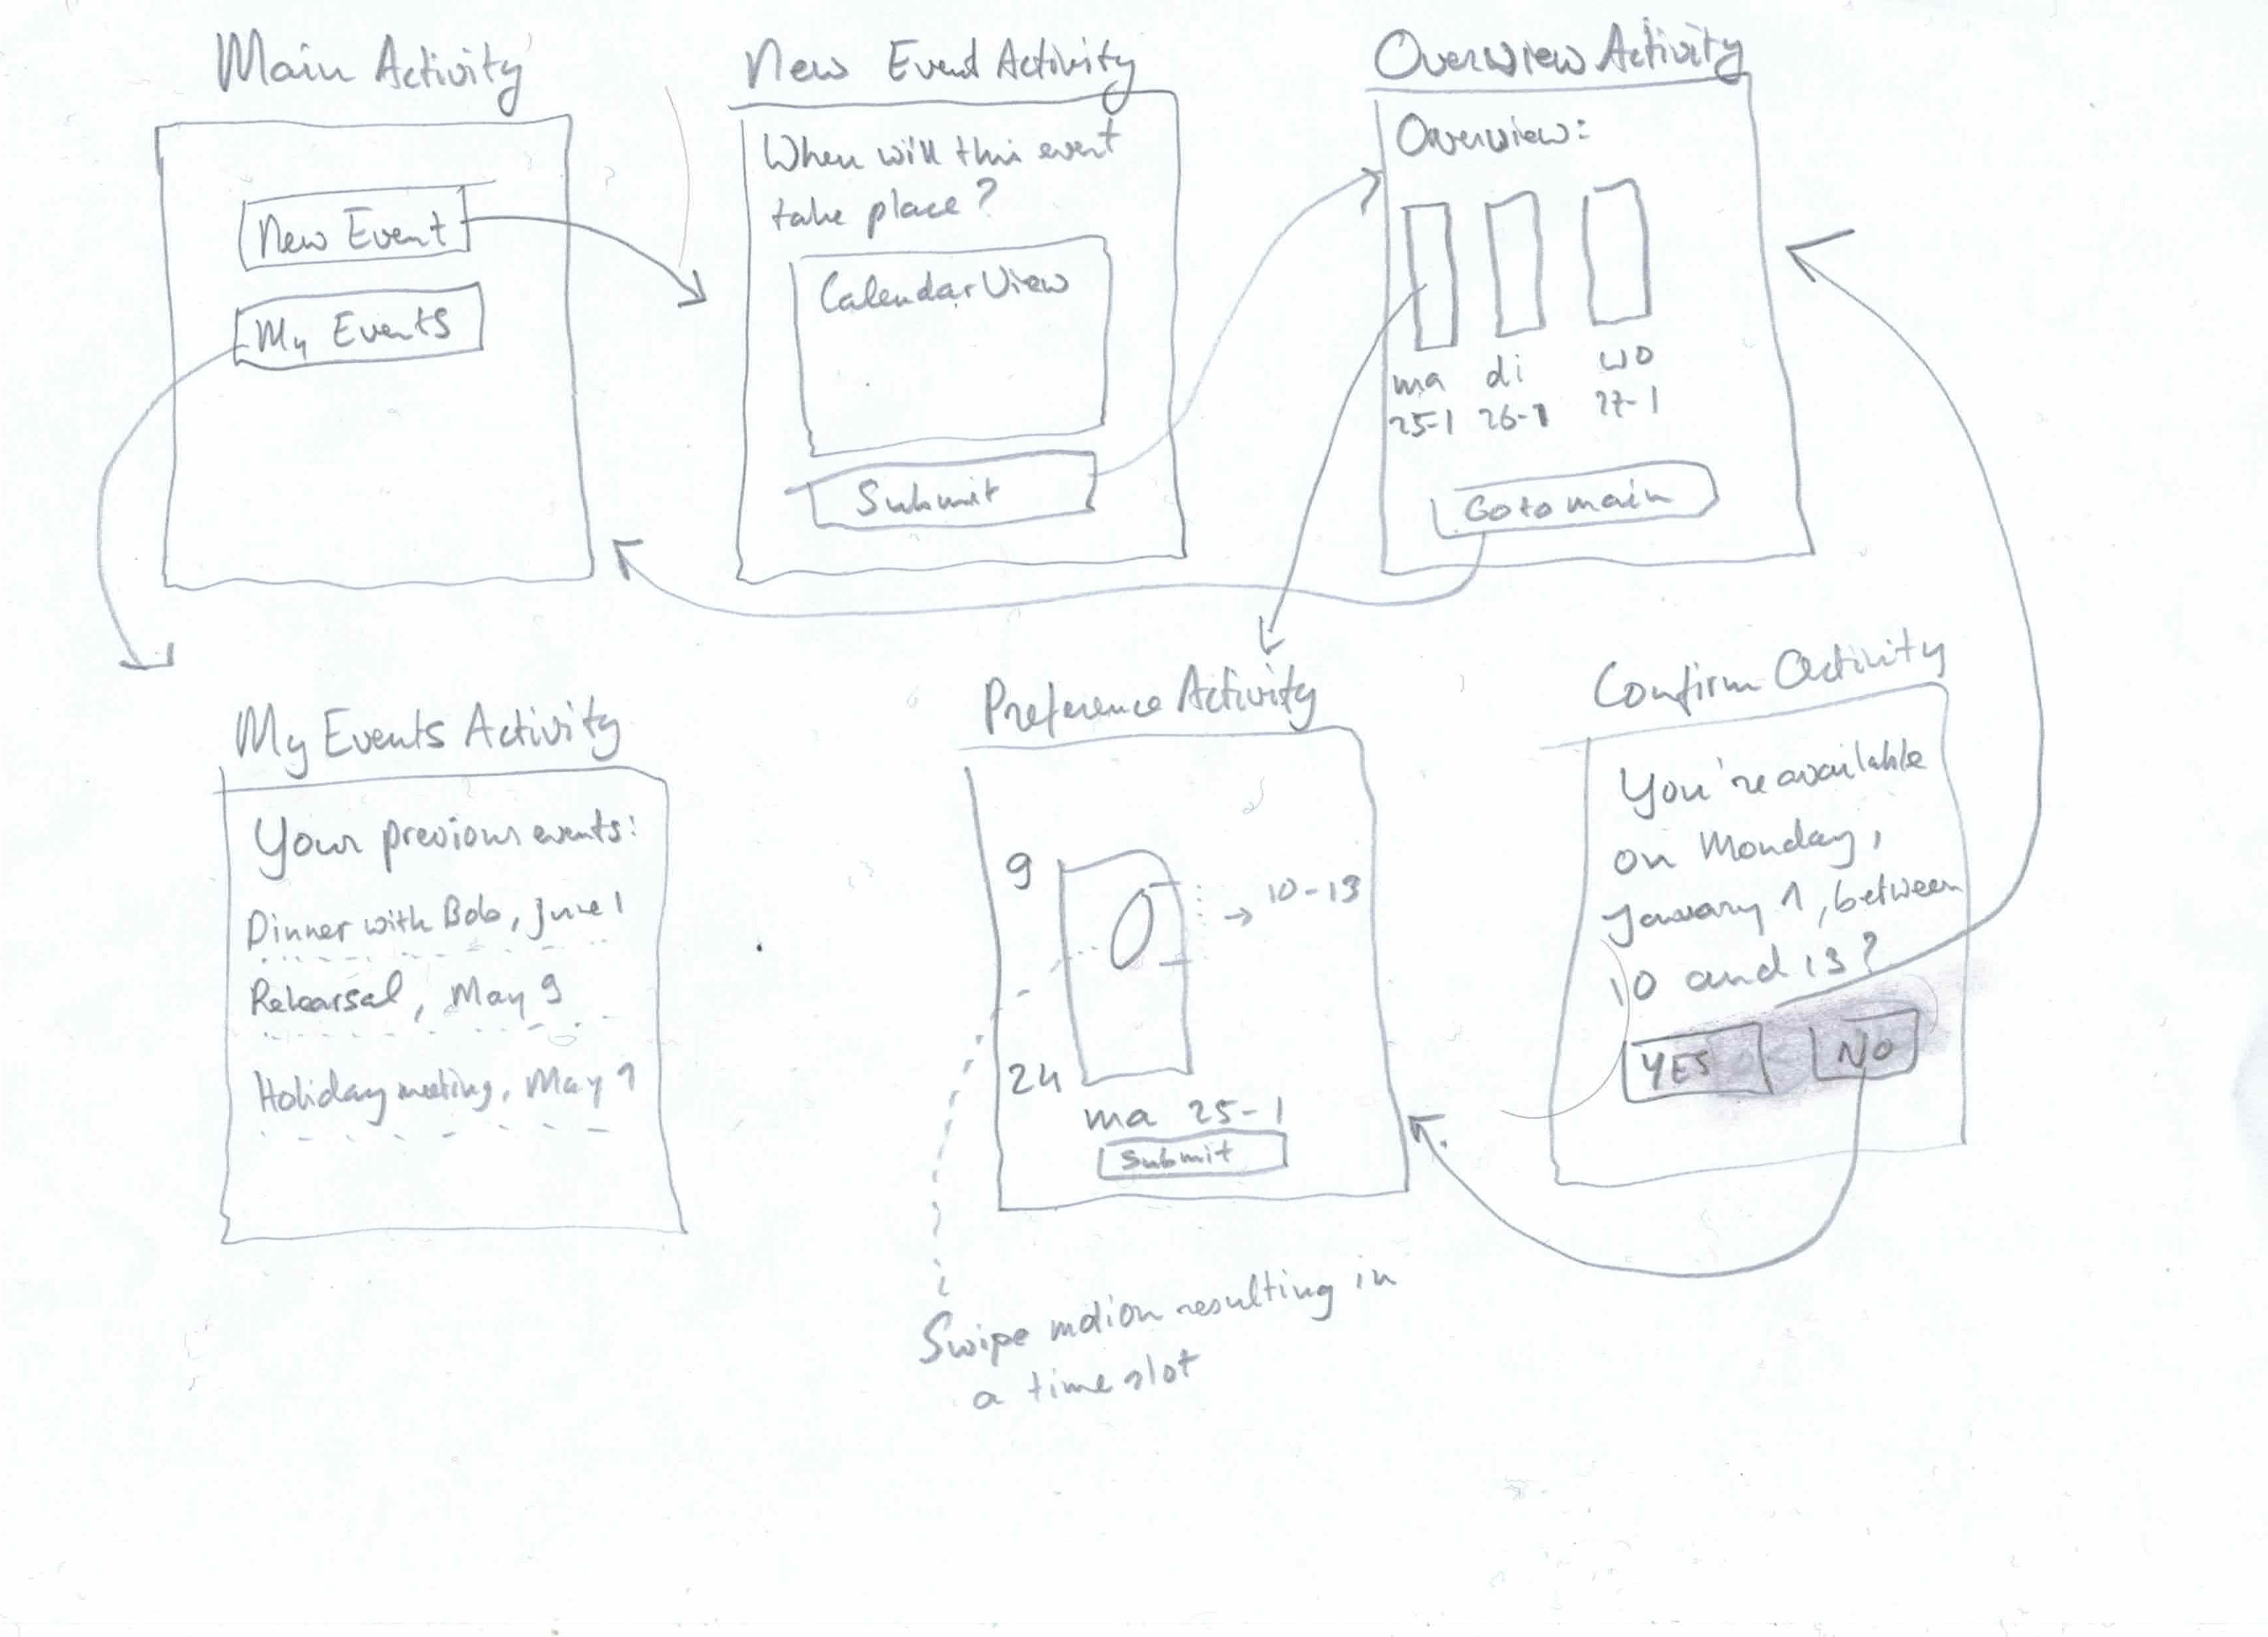 Main Activity
New Event
My Events
New Event Activity
When will this event
take place?
CalendarView
Submit
Overview Activity
Overview:
ma
25-1
di
26-1
wo
27-1
Go to main
My Events Activity
Your previous events:
Dinner with Bob, June 1
Rehearsal, May 9
Holiday meeting, May 9
Preference Activity
9
10-13
24
ma 25-1
Submit
Swipe motion resulting in
a time slot
Confirm Activity
You're available
on Monday,
January 1, between
10 and 13?
YES
NO